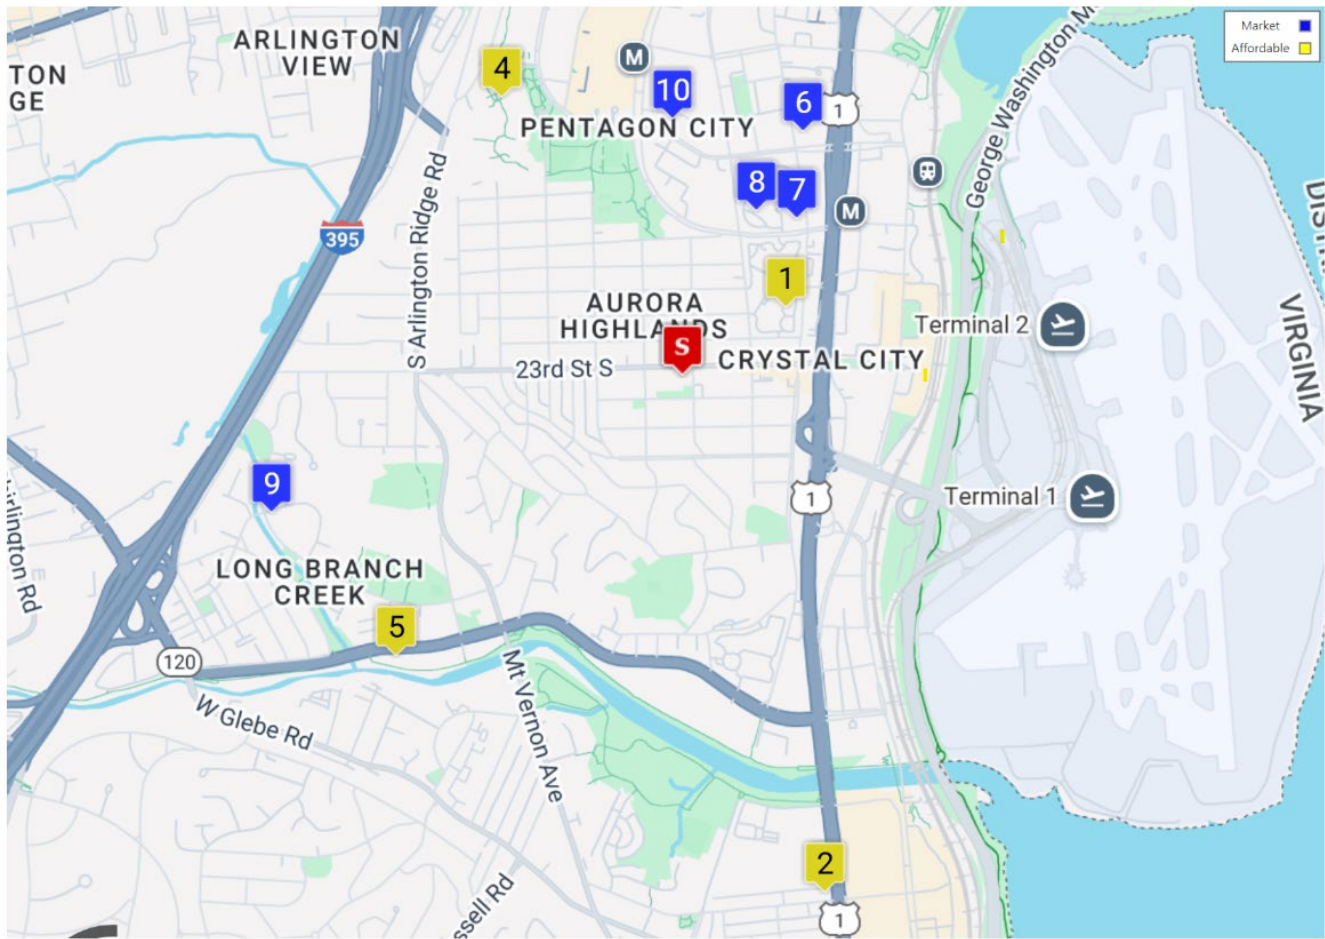 Market
Affordable
ARLINGTON
VIEW
TON
GE
4
M
10
6
1
PENTAGON CITY
George Washington M
8
7
M
395
S Arlington Ridge Rd
1
AURORA
HIGHLANDS
S
23rd St S
CRYSTAL CITY
Terminal 2
VIRGINIA
9
1
Terminal 1
LONG BRANCH
CREEK
5
120
W Glebe Rd
Mt Vernon Ave
2
ssell Rd
1